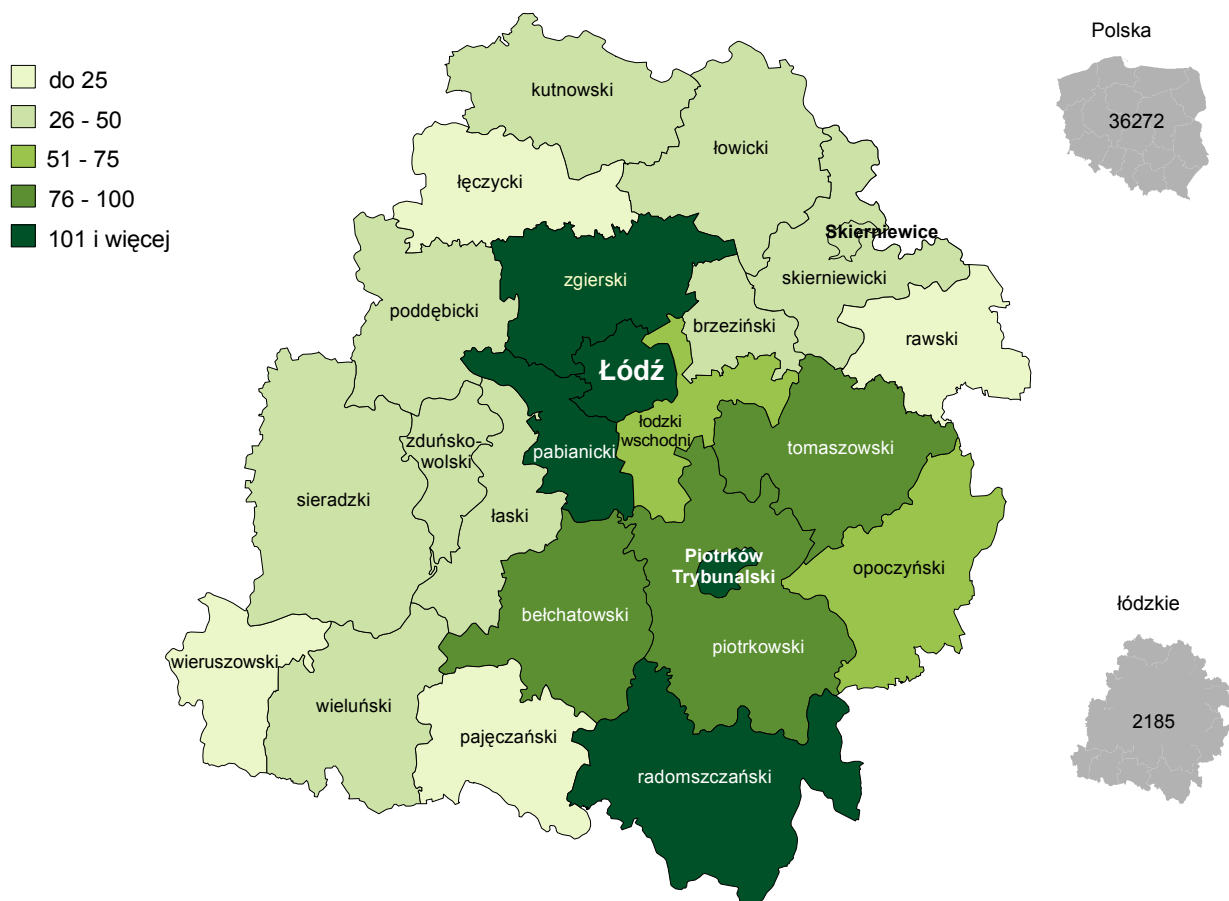 do 25
26 - 50
51 - 75
76 - 100
101 i więcej
Polska
36272
kutnowski
łowicki
łęczycki
Skierniewice
skierniewicki
zgierski
poddębicki
brzeziński
rawski
Łódź
łódzki
wschodni
zduńsko-
wolski
pabianicki
tomaszowski
sieradzki
łaski
Piotrków
Trybunalski
opoczyński
bełchatowski
piotrkowski
wieruszowski
wieluński
pajęczański
radomszczański
łódzkie
2185